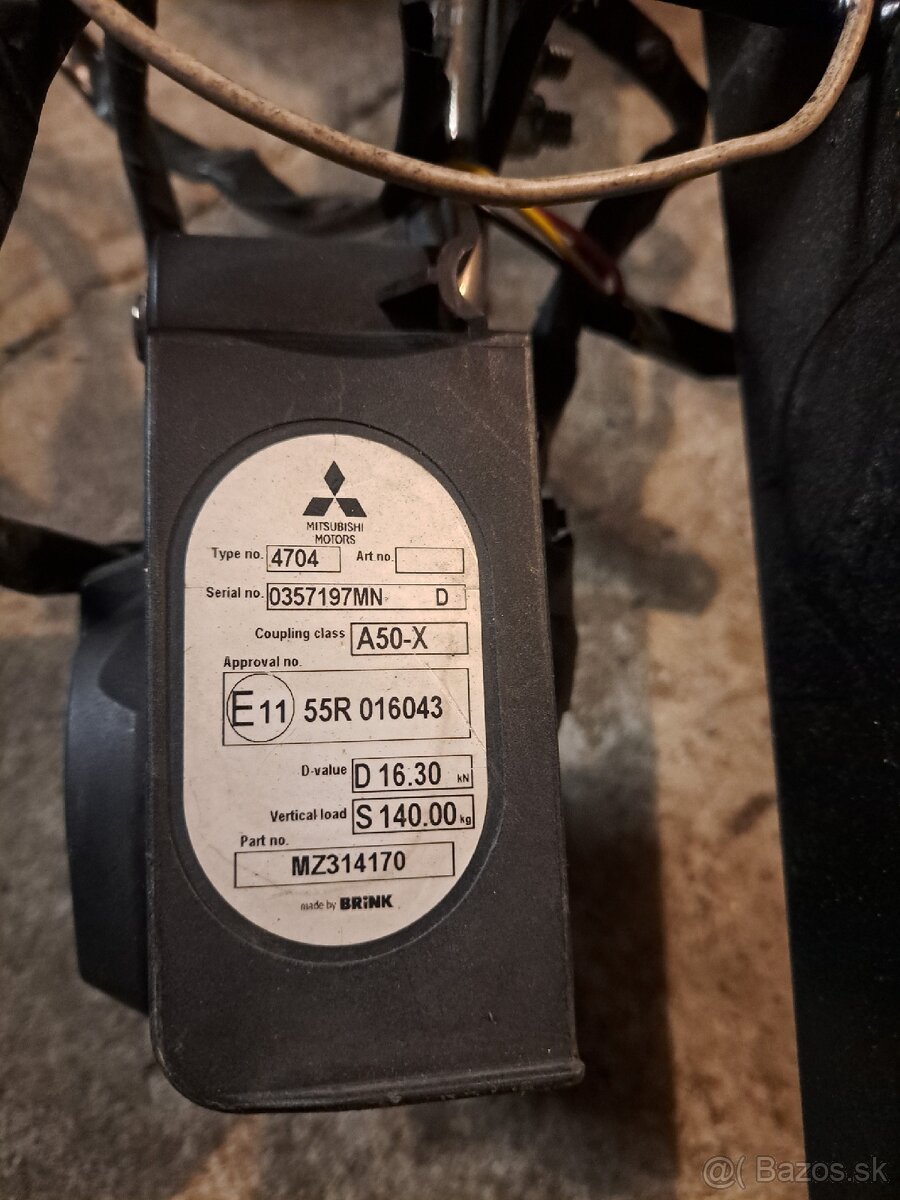 MITSUBISHI
MOTORS
Type no. 4704 Art no.
Serial no. 0357197MN D
Coupling class A50-X
Approval no.
E11 55R 016043
D-value D 16.30 kN
Vertical load S 140.00 kg
Part no.
MZ314170
made by BRiNK
@( Bazos.sk